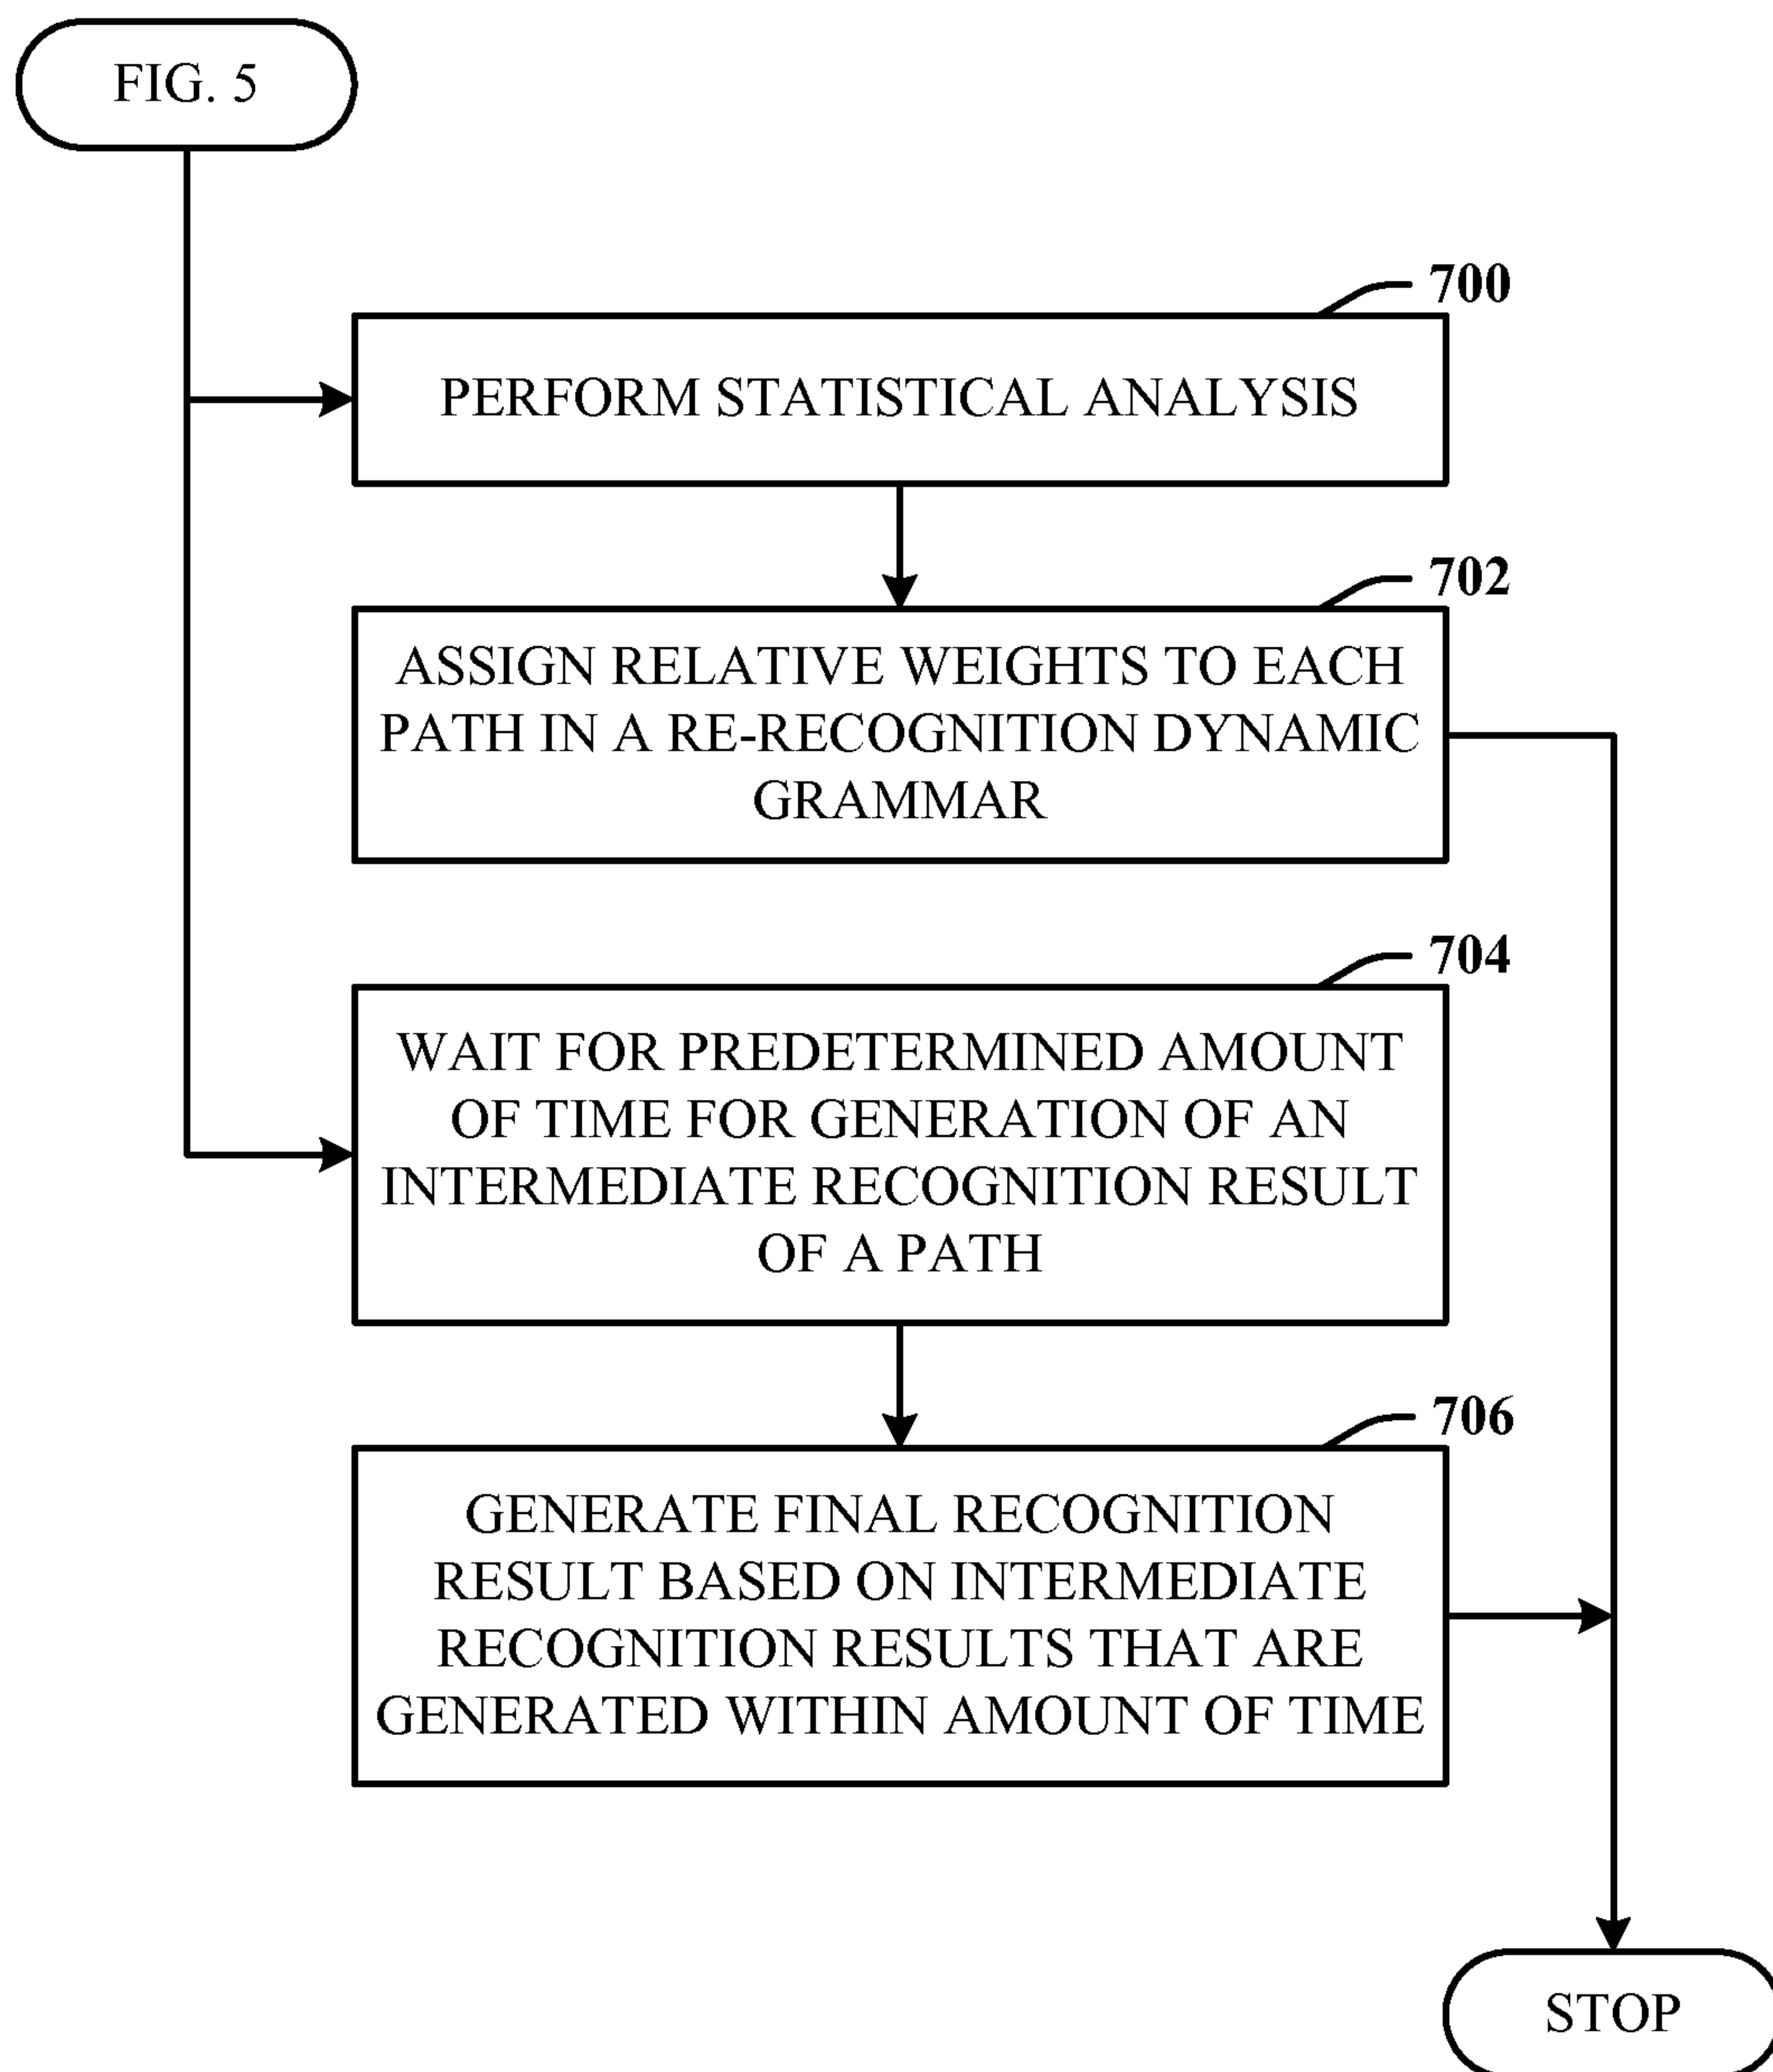 FIG. 5
700
PERFORM STATISTICAL ANALYSIS
702
ASSIGN RELATIVE WEIGHTS TO EACH
PATH IN A RE-RECOGNITION DYNAMIC
GRAMMAR
704
WAIT FOR PREDETERMINED AMOUNT
OF TIME FOR GENERATION OF AN
INTERMEDIATE RECOGNITION RESULT
OF A PATH
706
GENERATE FINAL RECOGNITION
RESULT BASED ON INTERMEDIATE
RECOGNITION RESULTS THAT ARE
GENERATED WITHIN AMOUNT OF TIME
STOP